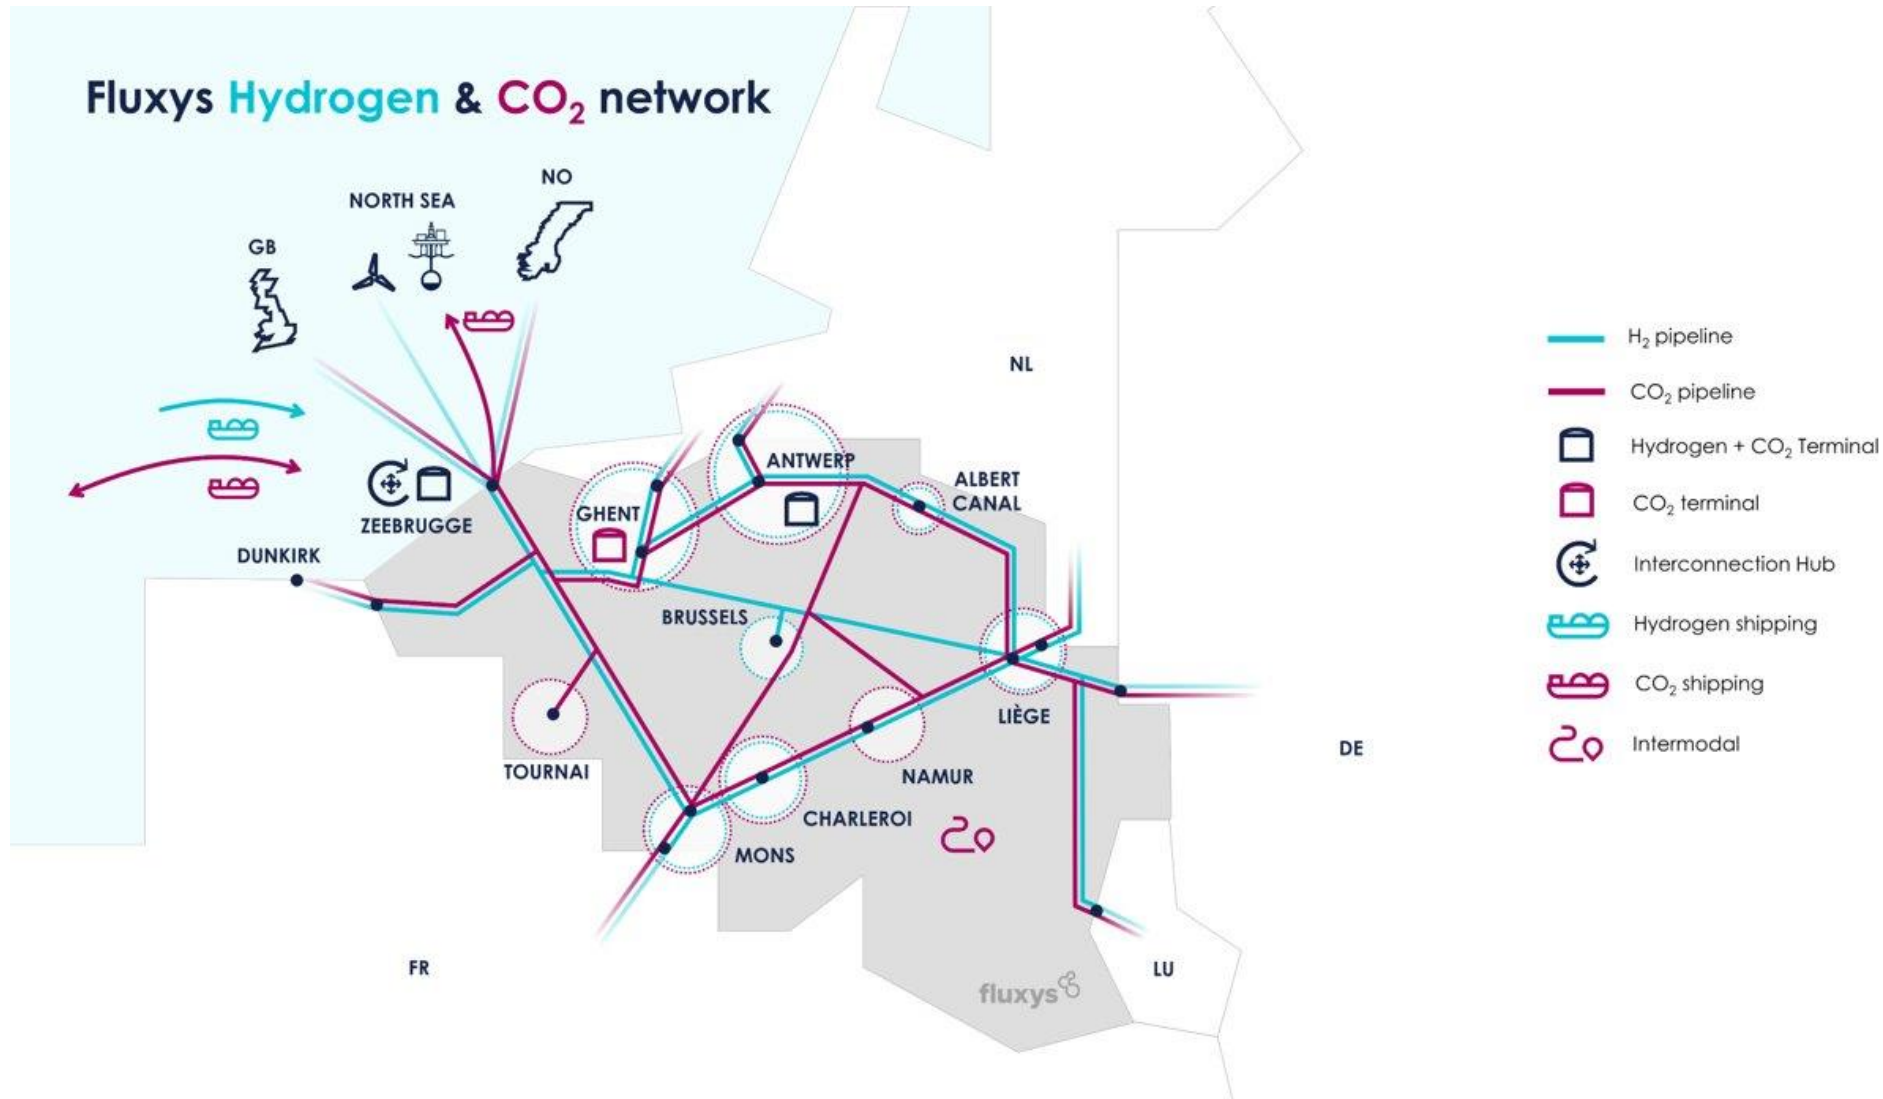 Fluxys Hydrogen & CO₂ network
NO
NORTH SEA
GB
NL
H₂ pipeline
CO₂ pipeline
Hydrogen + CO₂ Terminal
CO₂ terminal
Interconnection Hub
Hydrogen shipping
CO₂ shipping
Intermodal
ANTWERP
ALBERT
CANAL
GHENT
ZEEBRUGGE
DUNKIRK
BRUSSELS
LIÈGE
TOURNAI
NAMUR
CHARLEROI
MONS
DE
FR
LU
fluxys